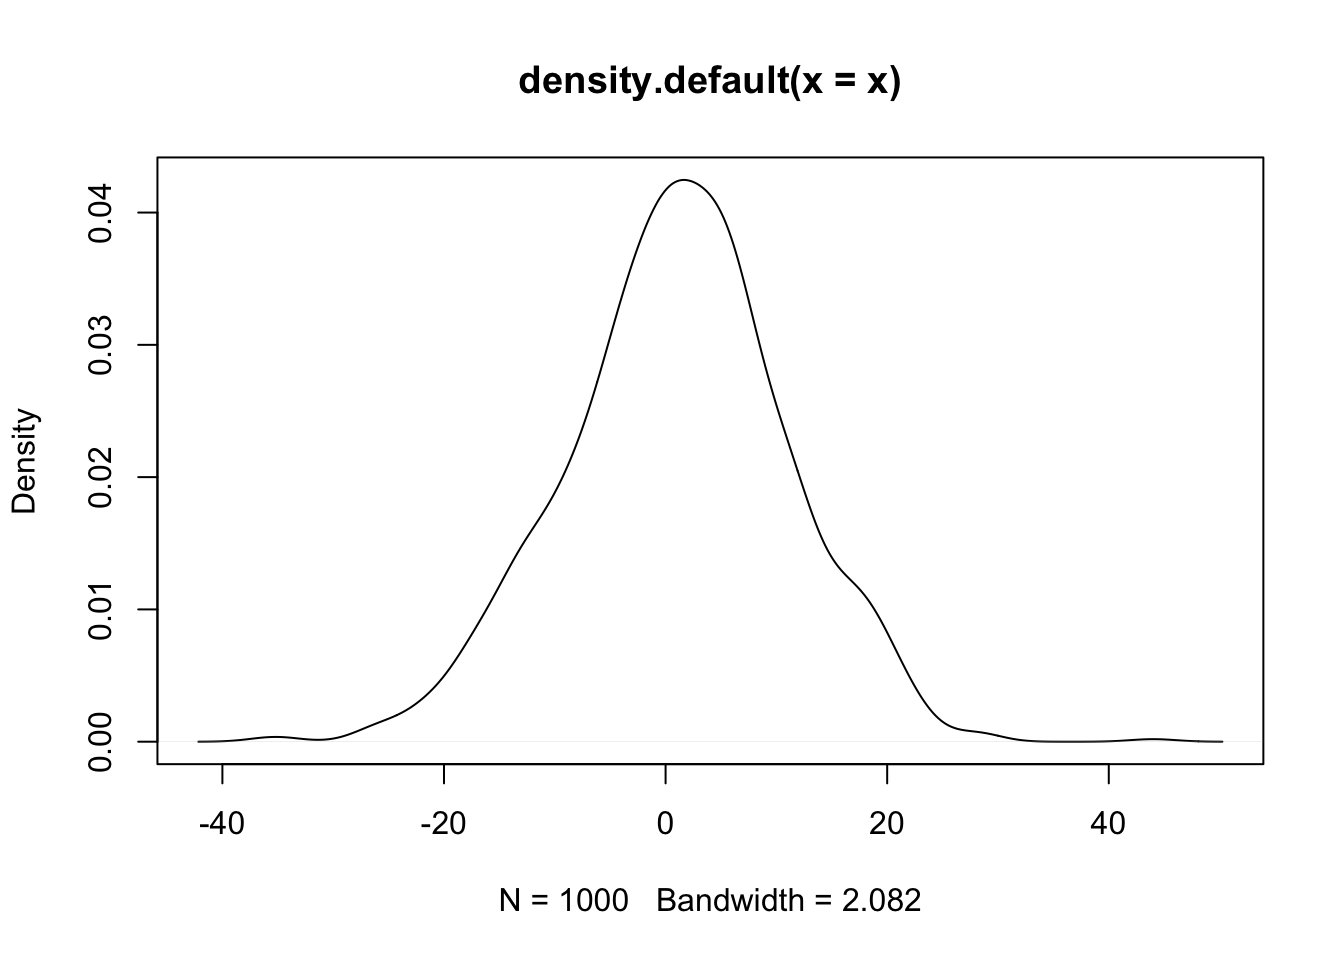 density.default(x = x)
Density
0.04
0.03
0.02
0.01
0.00
-40 -20 0 20 40
N = 1000 Bandwidth = 2.082